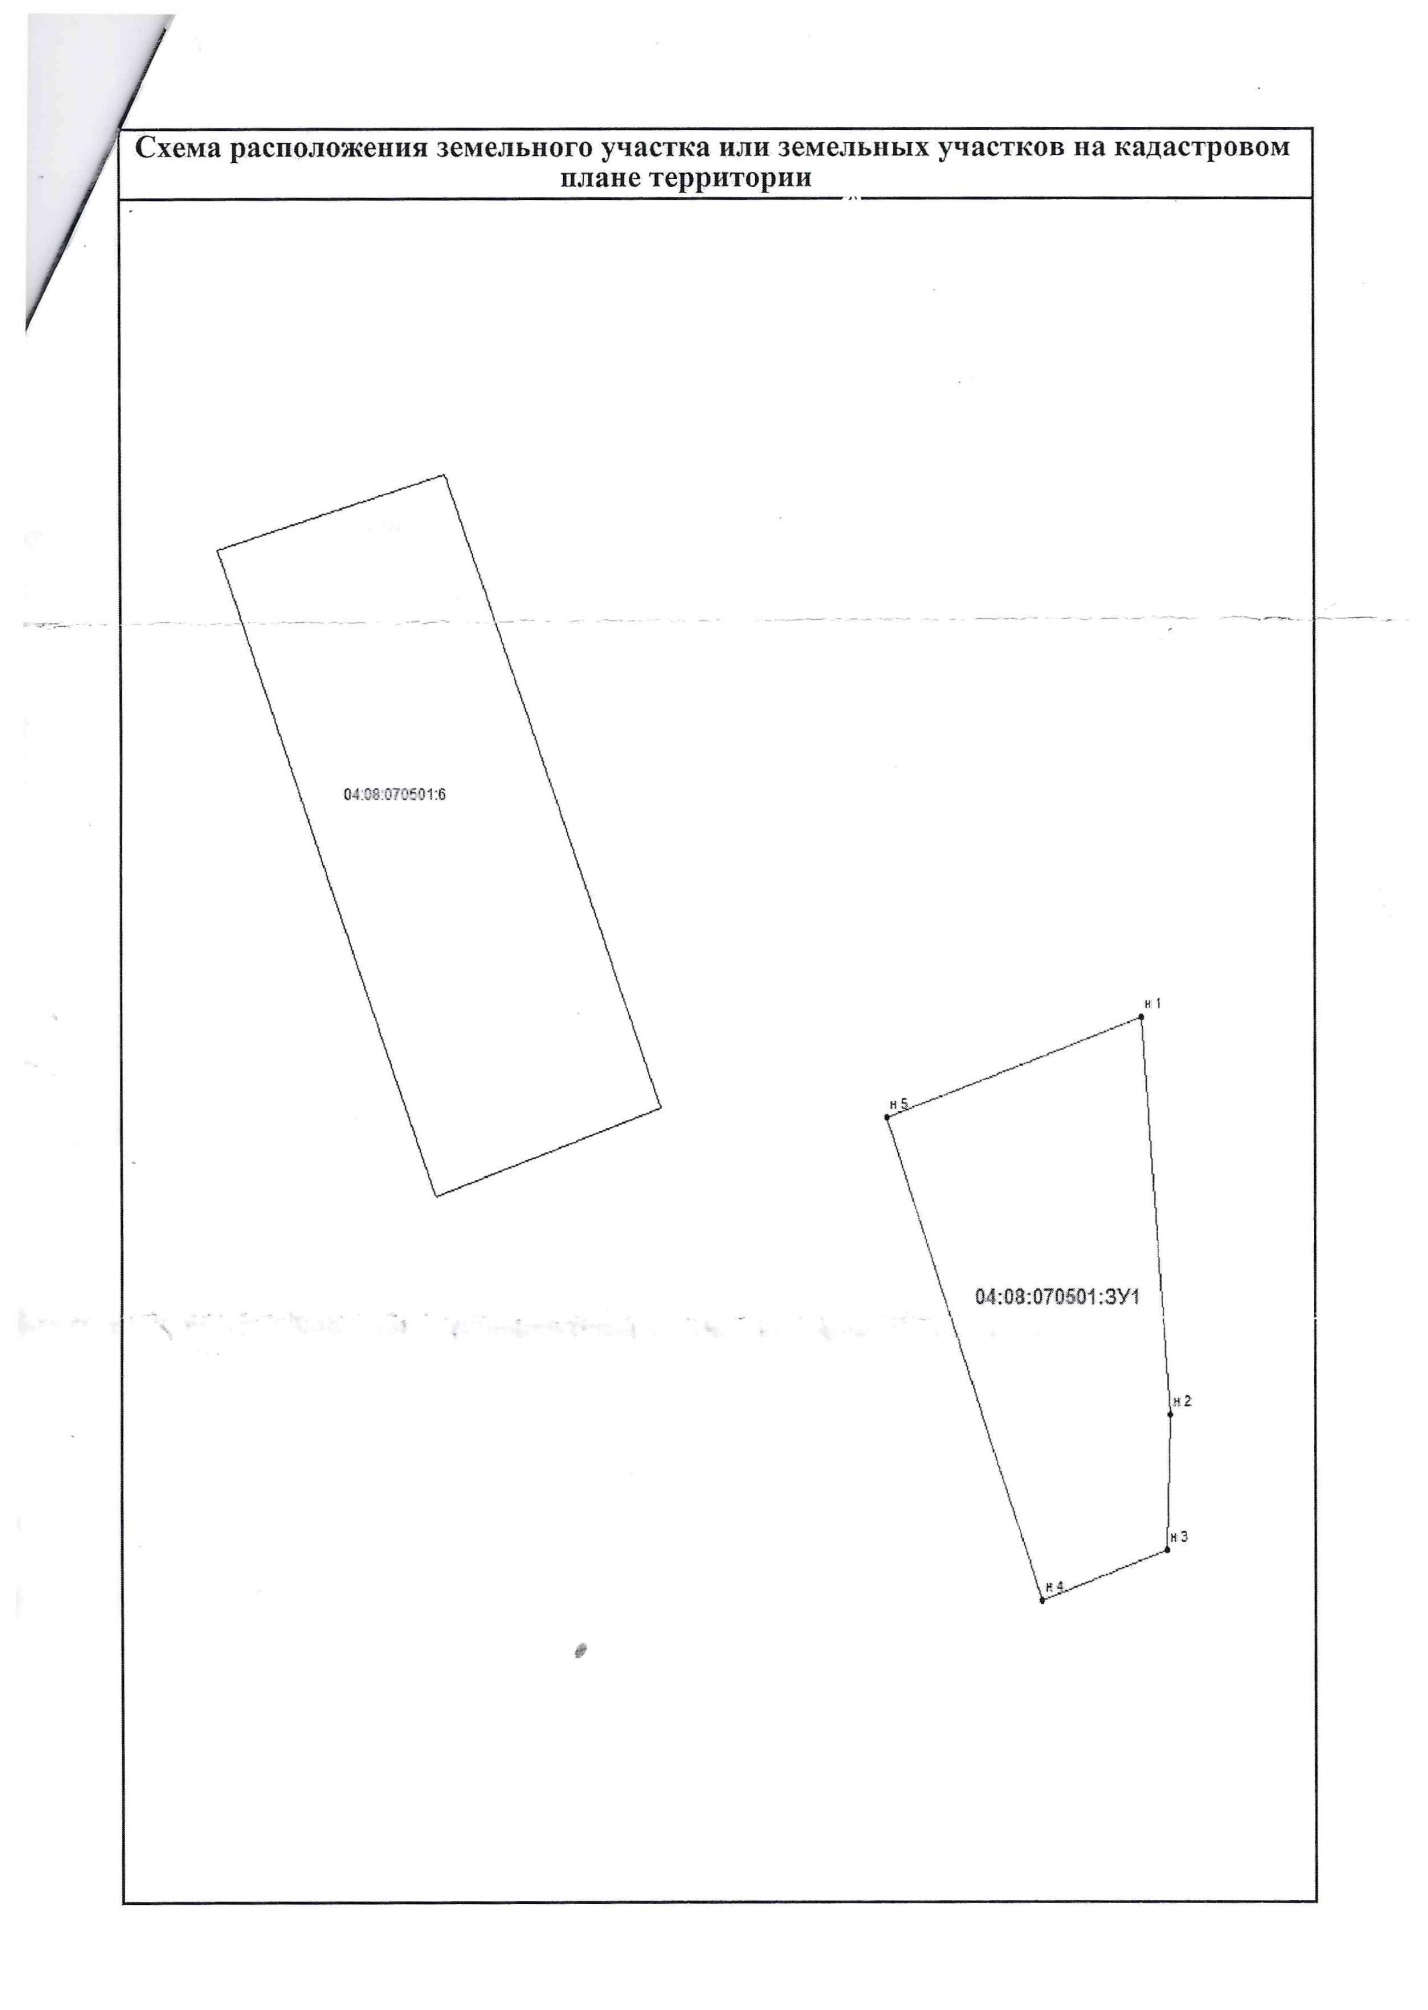 Схема расположения земельного участка или земельных участков на кадастровом
плане территории
04:08:070501:6
н 1
н 5
04:08:070501:ЗУ1
н 2
н 3
н 4